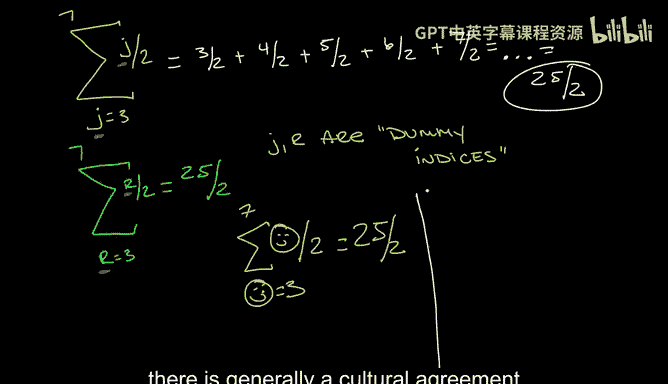 GPT中英字幕课程资源 bilibili
7
∑ j/2 = 3/2 + 4/2 + 5/2 + 6/2 + 7/2 = ... = 25/2
j=3
j, R ARE "DUMMY
INDICES"
7
∑ R/2 = 25/2
R=3
7
∑ ☺/2 = 25/2
☺=3
there is generally a cultural agreement